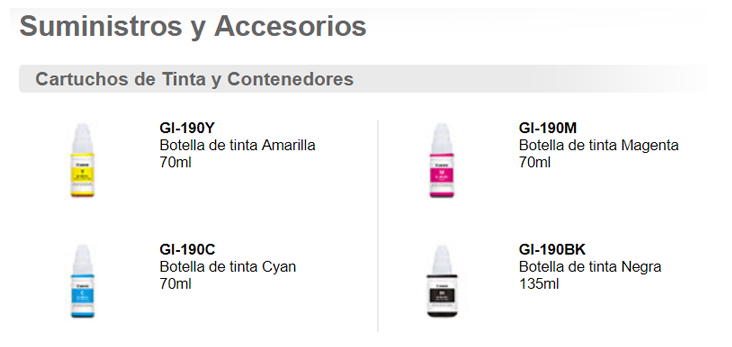 Suministros y Accesorios
Cartuchos de Tinta y Contenedores
GI-190Y
Botella de tinta Amarilla
70ml
GI-190M
Botella de tinta Magenta
70ml
GI-190C
Botella de tinta Cyan
70ml
GI-190BK
Botella de tinta Negra
135ml